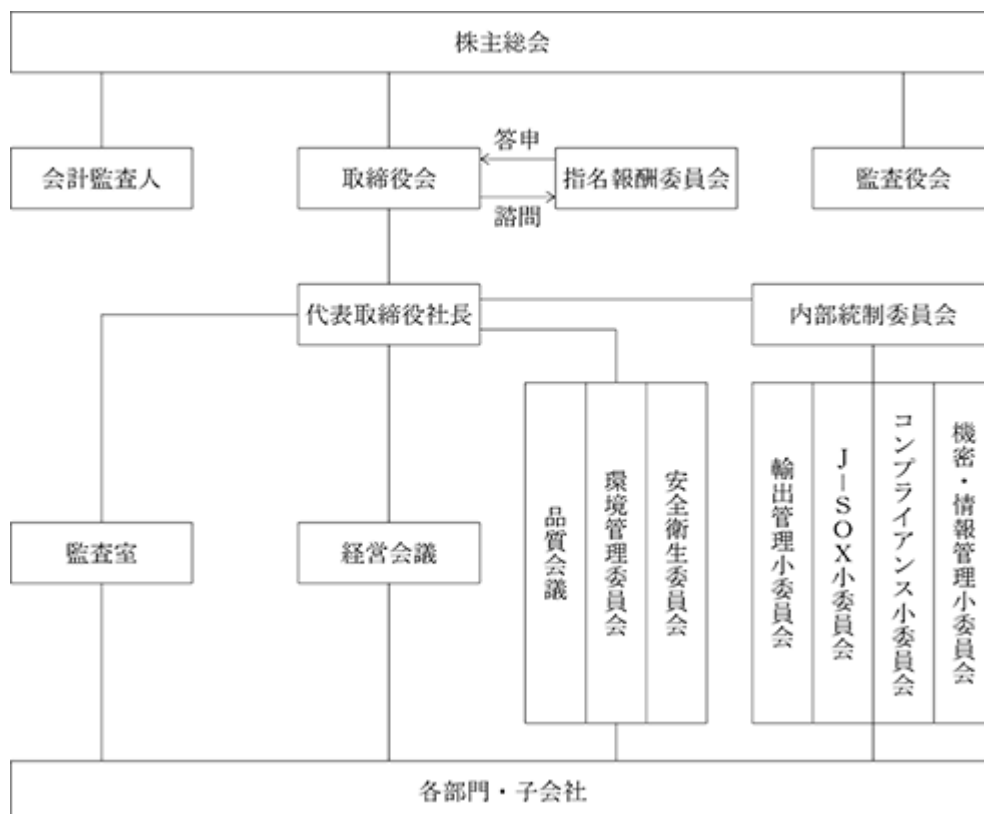 株主総会
答申
会計監査人
取締役会
指名報酬委員会
監査役会
諮問
代表取締役社長
内部統制委員会
監査室
経営会議
品質会議
環境管理委員会
安全衛生委員会
輸出管理小委員会
J－SOX小委員会
コンプライアンス小委員会
機密・情報管理小委員会
各部門・子会社